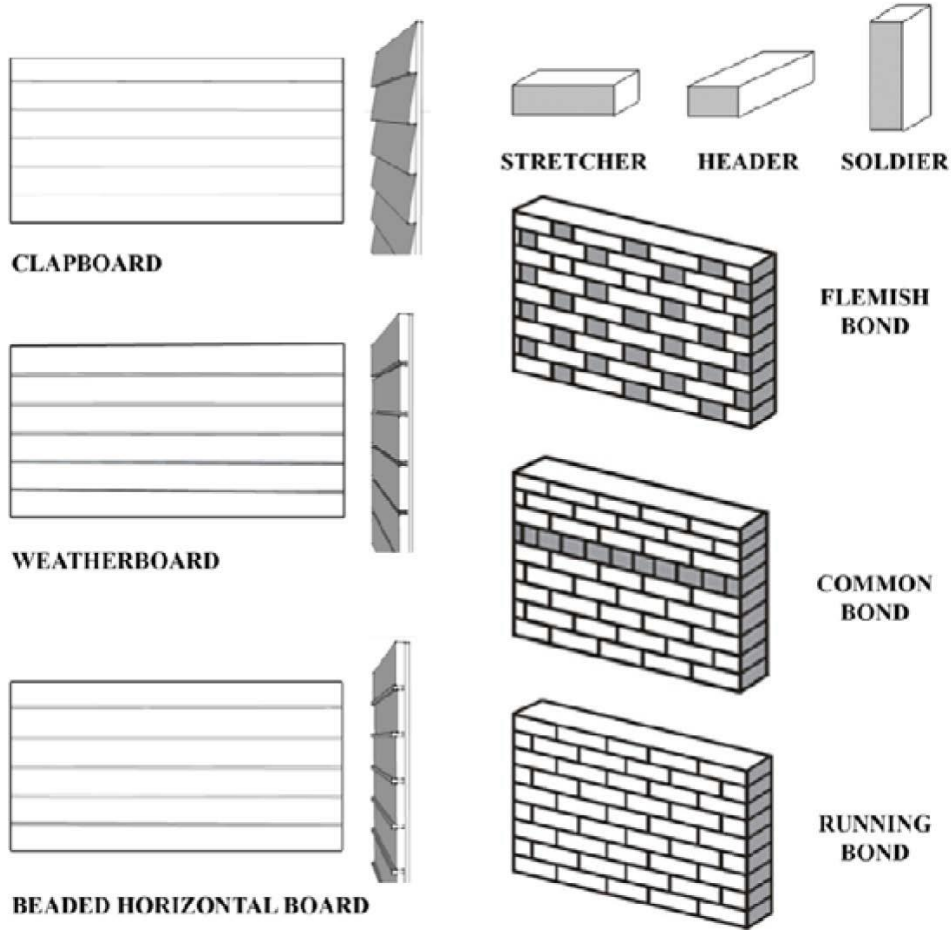 CLAPBOARD
WEATHERBOARD
BEADED HORIZONTAL BOARD
STRETCHER
HEADER
SOLDIER
FLEMISH
BOND
COMMON
BOND
RUNNING
BOND